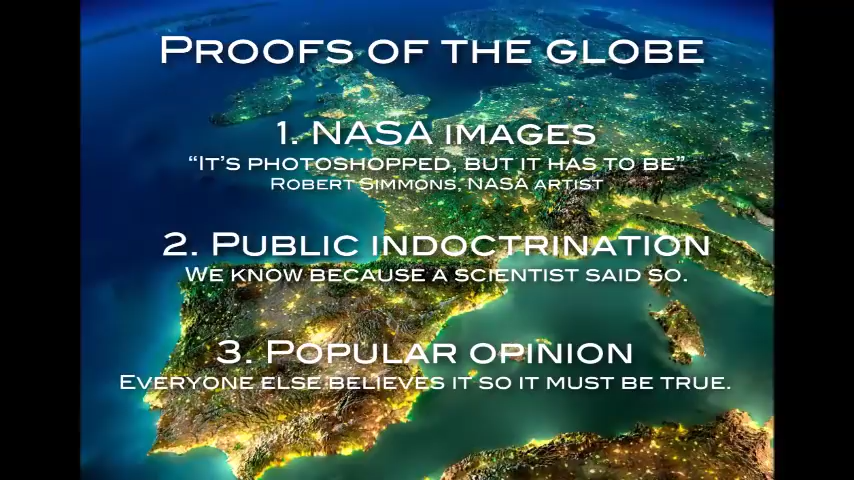 Proofs of the globe
1. NASA images
“It’s photoshopped, but it has to be”
Robert Simmons, NASA artist
2. Public indoctrination
We know because a scientist said so.
3. Popular opinion
Everyone else believes it so it must be true.